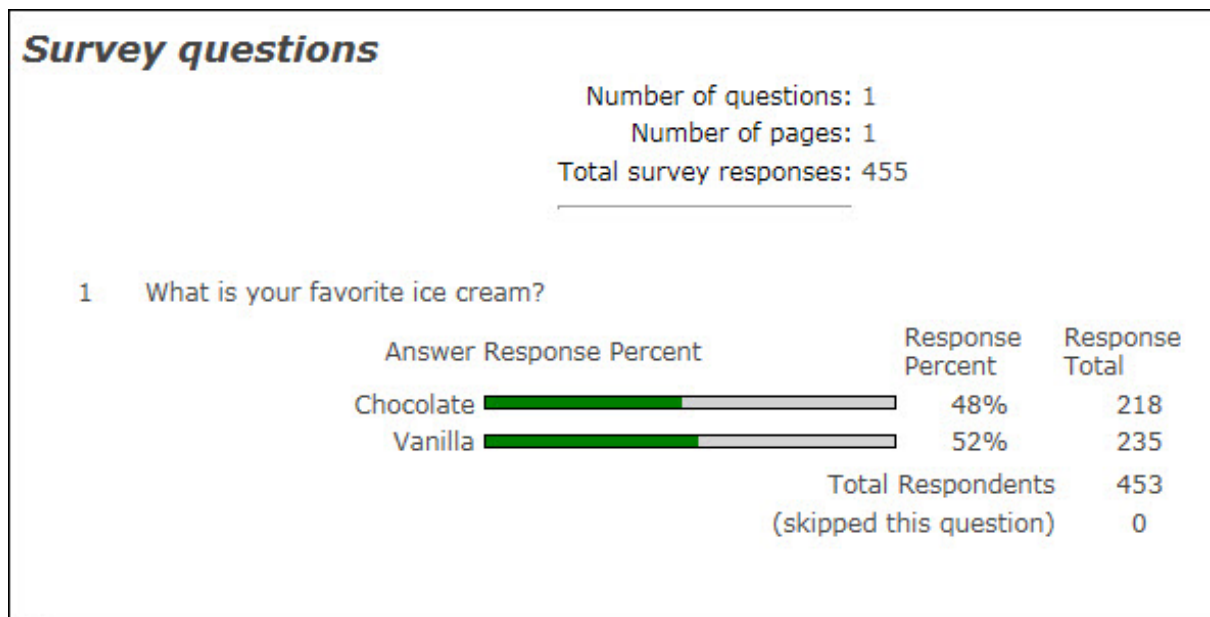 Survey questions
Number of questions: 1
Number of pages: 1
Total survey responses: 455
1 What is your favorite ice cream?
Answer Response Percent Response Percent Response Total
Chocolate 48% 218
Vanilla 52% 235
Total Respondents 453
(skipped this question) 0